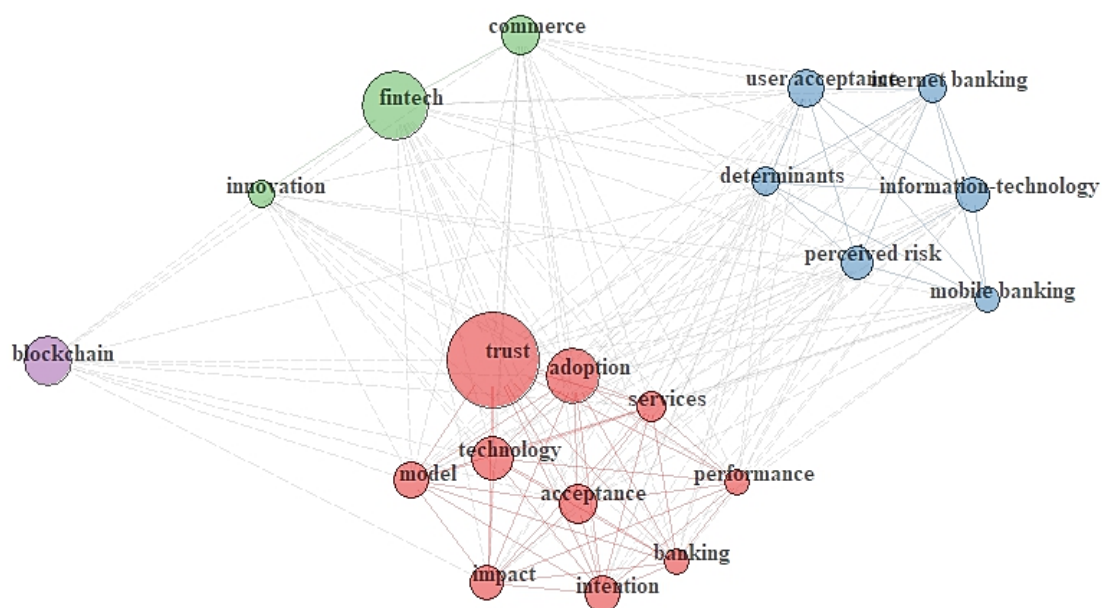 commerce
user acceptance
internet banking
fintech
determinants
innovation
information-technology
perceived risk
mobile banking
blockchain
trust
adoption
services
technology
model
performance
acceptance
banking
impact
intention